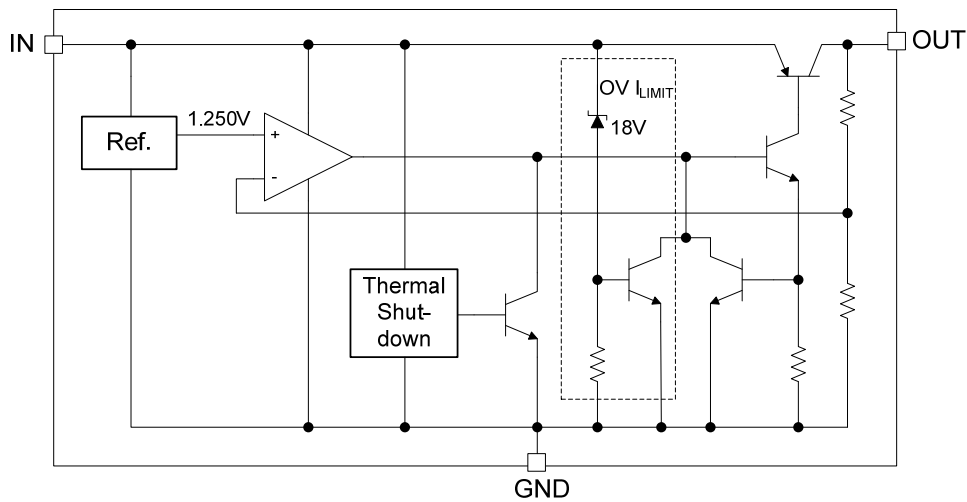 IN
OUT
OV I_LIMIT
18V
1.250V
Ref.
+
-
Thermal
Shut-
down
GND